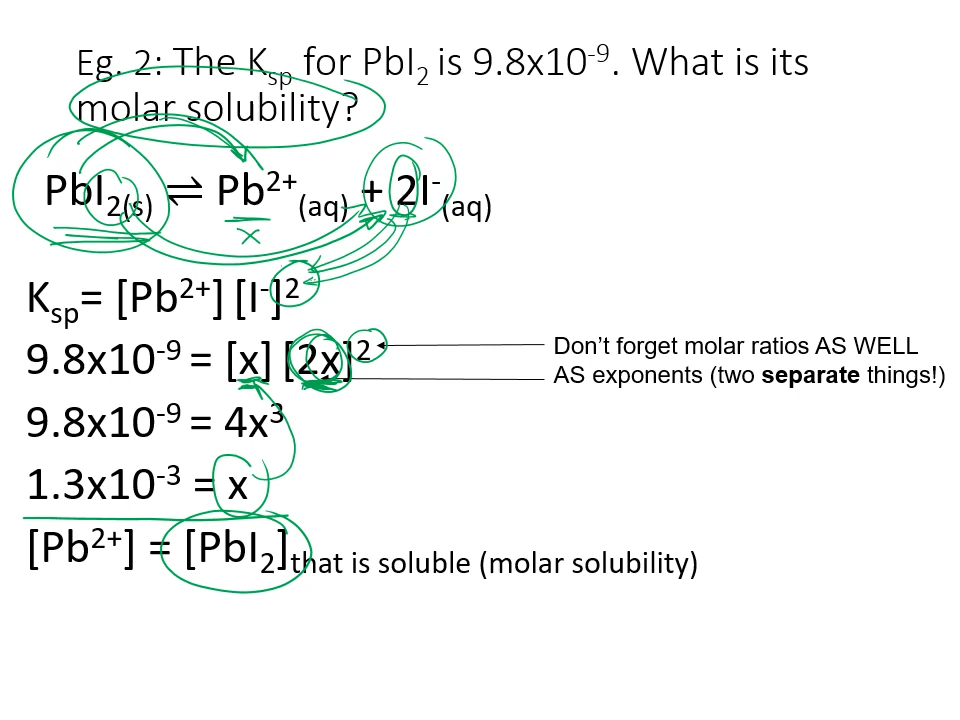 Eg. 2: The Ksp for PbI2 is 9.8x10-9. What is its
molar solubility?
PbI2(s) ⇌ Pb2+(aq) + 2I-(aq)
x
Ksp= [Pb2+] [I-]2
9.8x10-9 = [x] [2x]2
Don’t forget molar ratios AS WELL
AS exponents (two separate things!)
9.8x10-9 = 4x3
1.3x10-3 = x
[Pb2+] = [PbI2] that is soluble (molar solubility)